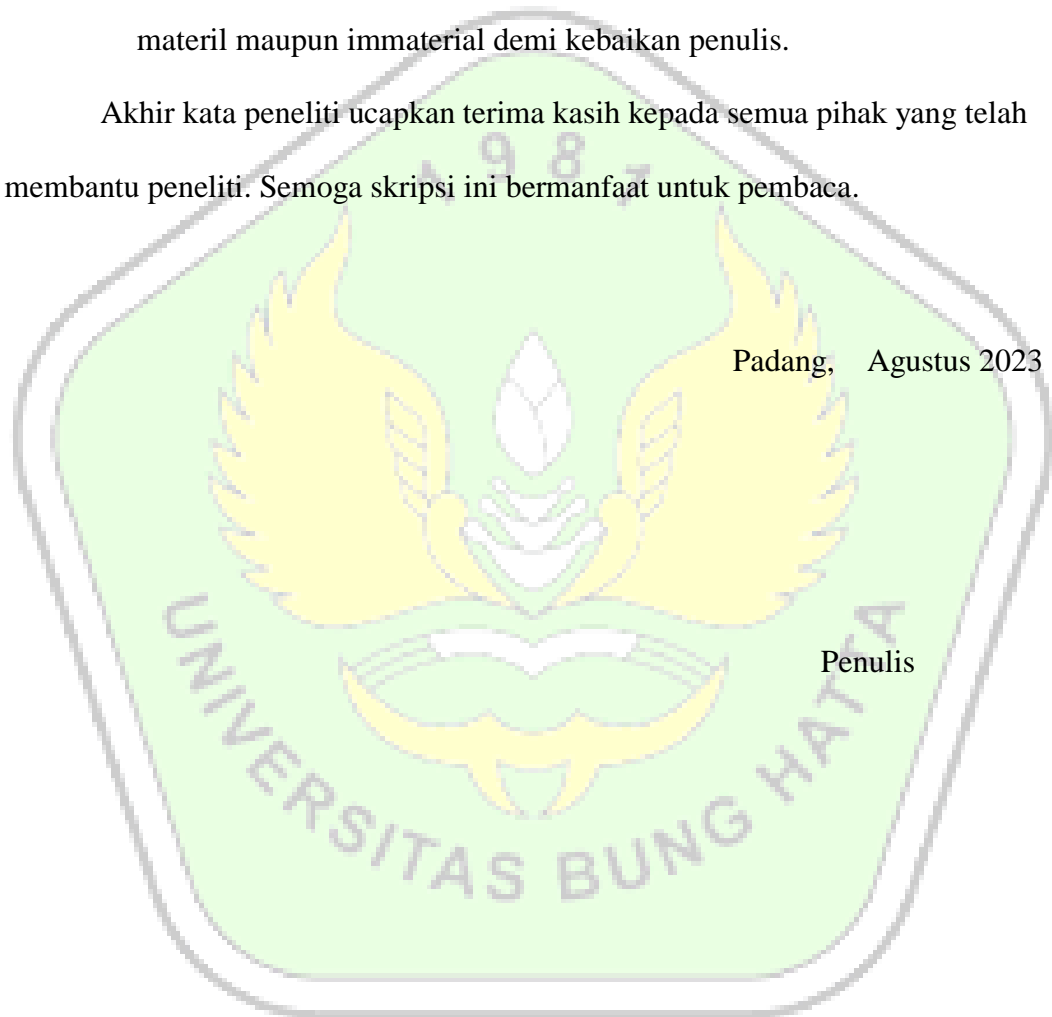 materil maupun immaterial demi kebaikan penulis.
Akhir kata peneliti ucapkan terima kasih kepada semua pihak yang telah
1981
membantu peneliti. Semoga skripsi ini bermanfaat untuk pembaca.
Padang, Agustus 2023
Penulis
UNIVERSITAS BUNG HATTA